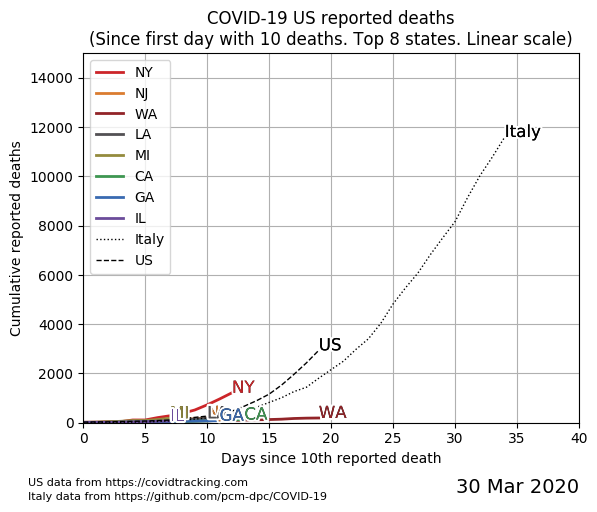 COVID-19 US reported deaths
(Since first day with 10 deaths. Top 8 states. Linear scale)
Cumulative reported deaths
14000
12000
10000
8000
6000
4000
2000
0
NY
NJ
WA
LA
MI
CA
GA
IL
Italy
US
Italy
US
NY
WA
CA
GA
IL
0 5 10 15 20 25 30 35 40
Days since 10th reported death
US data from https://covidtracking.com
Italy data from https://github.com/pcm-dpc/COVID-19
30 Mar 2020